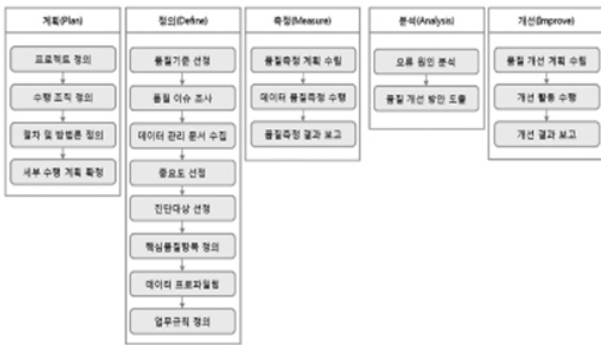 계획(Plan)
프로젝트 정의
수행 조직 정의
절차 및 방법론 정의
세부 수행 계획 확정
정의(Define)
품질기준 선정
품질 이슈 조사
데이터 관리 문서 수집
중요도 선정
진단대상 선정
핵심품질항목 정의
데이터 프로파일링
업무규칙 정의
측정(Measure)
품질측정 계획 수립
데이터 품질측정 수행
품질측정 결과 보고
분석(Analysis)
오류 원인 분석
품질 개선 방안 도출
개선(Improve)
품질 개선 계획 수립
개선 활동 수행
개선 결과 보고